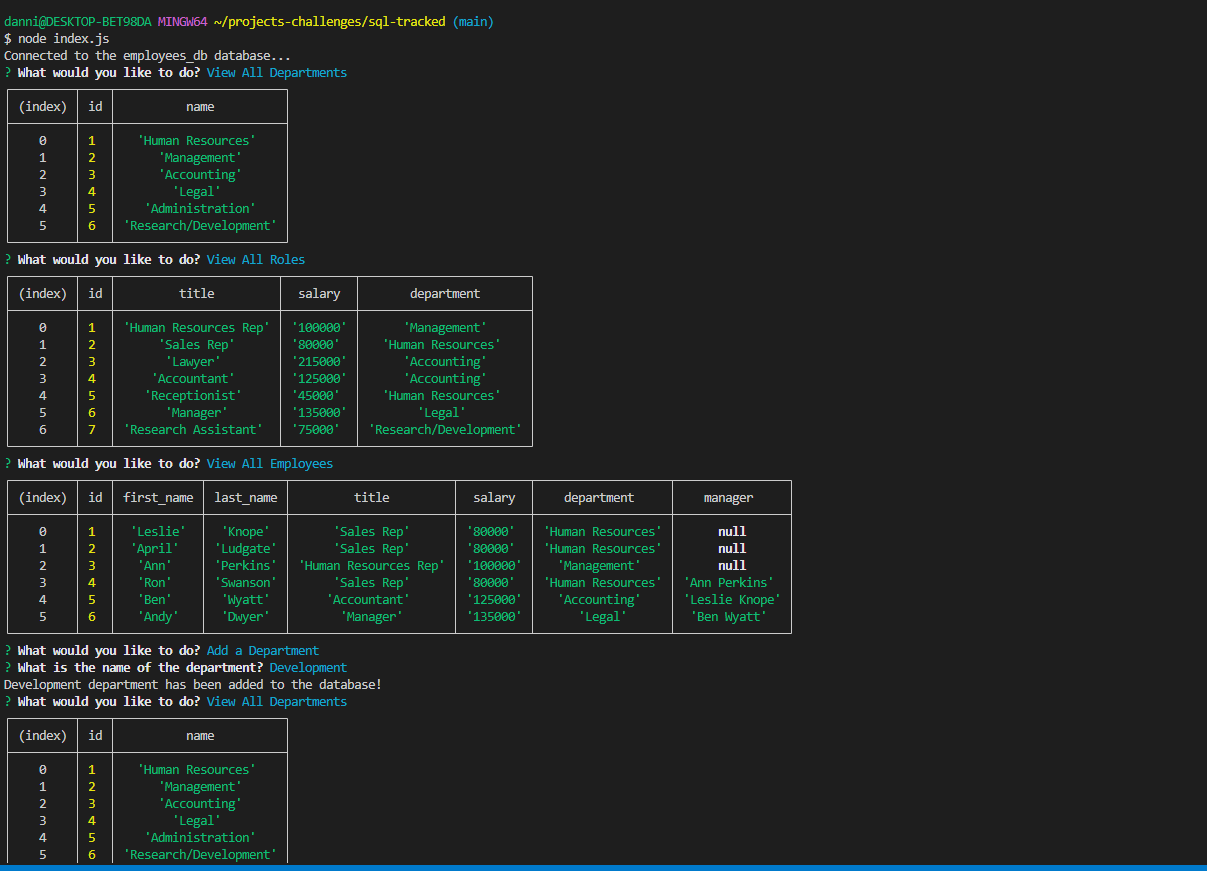 danni@DESKTOP-BET98DA MINGW64 ~/projects-challenges/sql-tracked (main)
$ node index.js
Connected to the employees_db database...
? What would you like to do? View All Departments
(index) id name
0 1 'Human Resources'
1 2 'Management'
2 3 'Accounting'
3 4 'Legal'
4 5 'Administration'
5 6 'Research/Development'
? What would you like to do? View All Roles
(index) id title salary department
0 1 'Human Resources Rep' '100000' 'Management'
1 2 'Sales Rep' '80000' 'Human Resources'
2 3 'Lawyer' '215000' 'Accounting'
3 4 'Accountant' '125000' 'Accounting'
4 5 'Receptionist' '45000' 'Human Resources'
5 6 'Manager' '135000' 'Legal'
6 7 'Research Assistant' '75000' 'Research/Development'
? What would you like to do? View All Employees
(index) id first_name last_name title salary department manager
0 1 'Leslie' 'Knope' 'Sales Rep' '80000' 'Human Resources' null
1 2 'April' 'Ludgate' 'Sales Rep' '80000' 'Human Resources' null
2 3 'Ann' 'Perkins' 'Human Resources Rep' '100000' 'Management' null
3 4 'Ron' 'Swanson' 'Sales Rep' '80000' 'Human Resources' 'Ann Perkins'
4 5 'Ben' 'Wyatt' 'Accountant' '125000' 'Accounting' 'Leslie Knope'
5 6 'Andy' 'Dwyer' 'Manager' '135000' 'Legal' 'Ben Wyatt'
? What would you like to do? Add a Department
? What is the name of the department? Development
Development department has been added to the database!
? What would you like to do? View All Departments
(index) id name
0 1 'Human Resources'
1 2 'Management'
2 3 'Accounting'
3 4 'Legal'
4 5 'Administration'
5 6 'Research/Development'